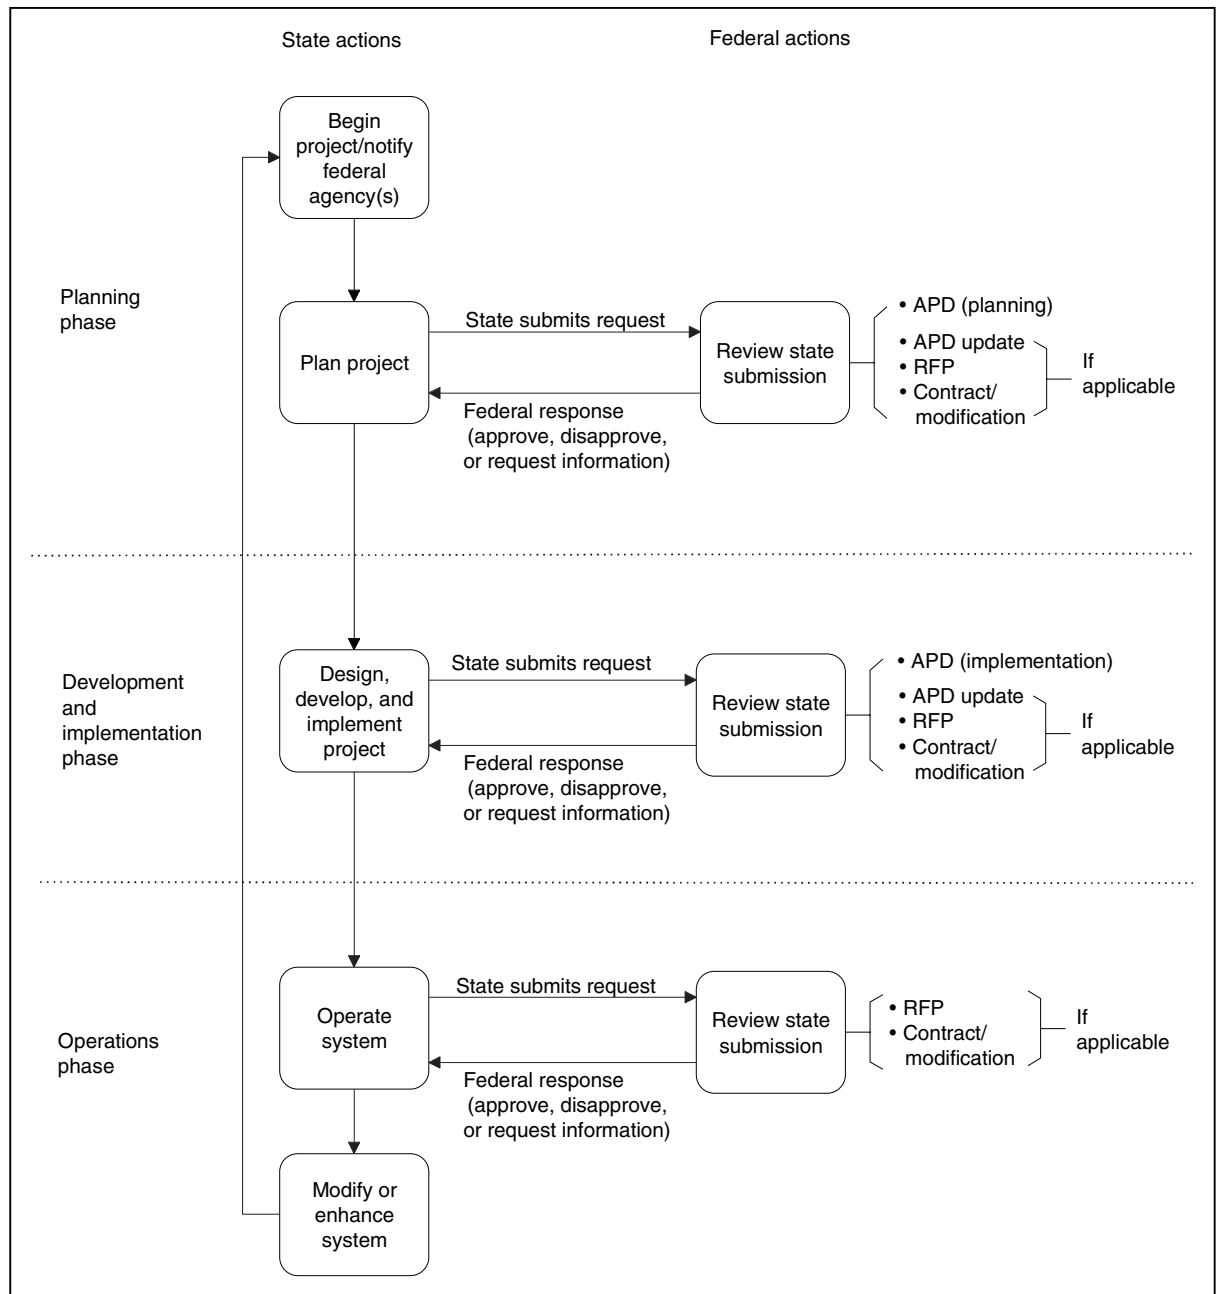 State actions
Federal actions
Begin
project/notify
federal
agency(s)
Planning
phase
Plan project
State submits request
Federal response
(approve, disapprove,
or request information)
Review state
submission
• APD (planning)
• APD update
• RFP
• Contract/
modification
If
applicable
Development
and
implementation
phase
Design,
develop, and
implement
project
State submits request
Federal response
(approve, disapprove,
or request information)
Review state
submission
• APD (implementation)
• APD update
• RFP
• Contract/
modification
If
applicable
Operations
phase
Operate
system
State submits request
Federal response
(approve, disapprove,
or request information)
Review state
submission
• RFP
• Contract/
modification
If
applicable
Modify or
enhance
system